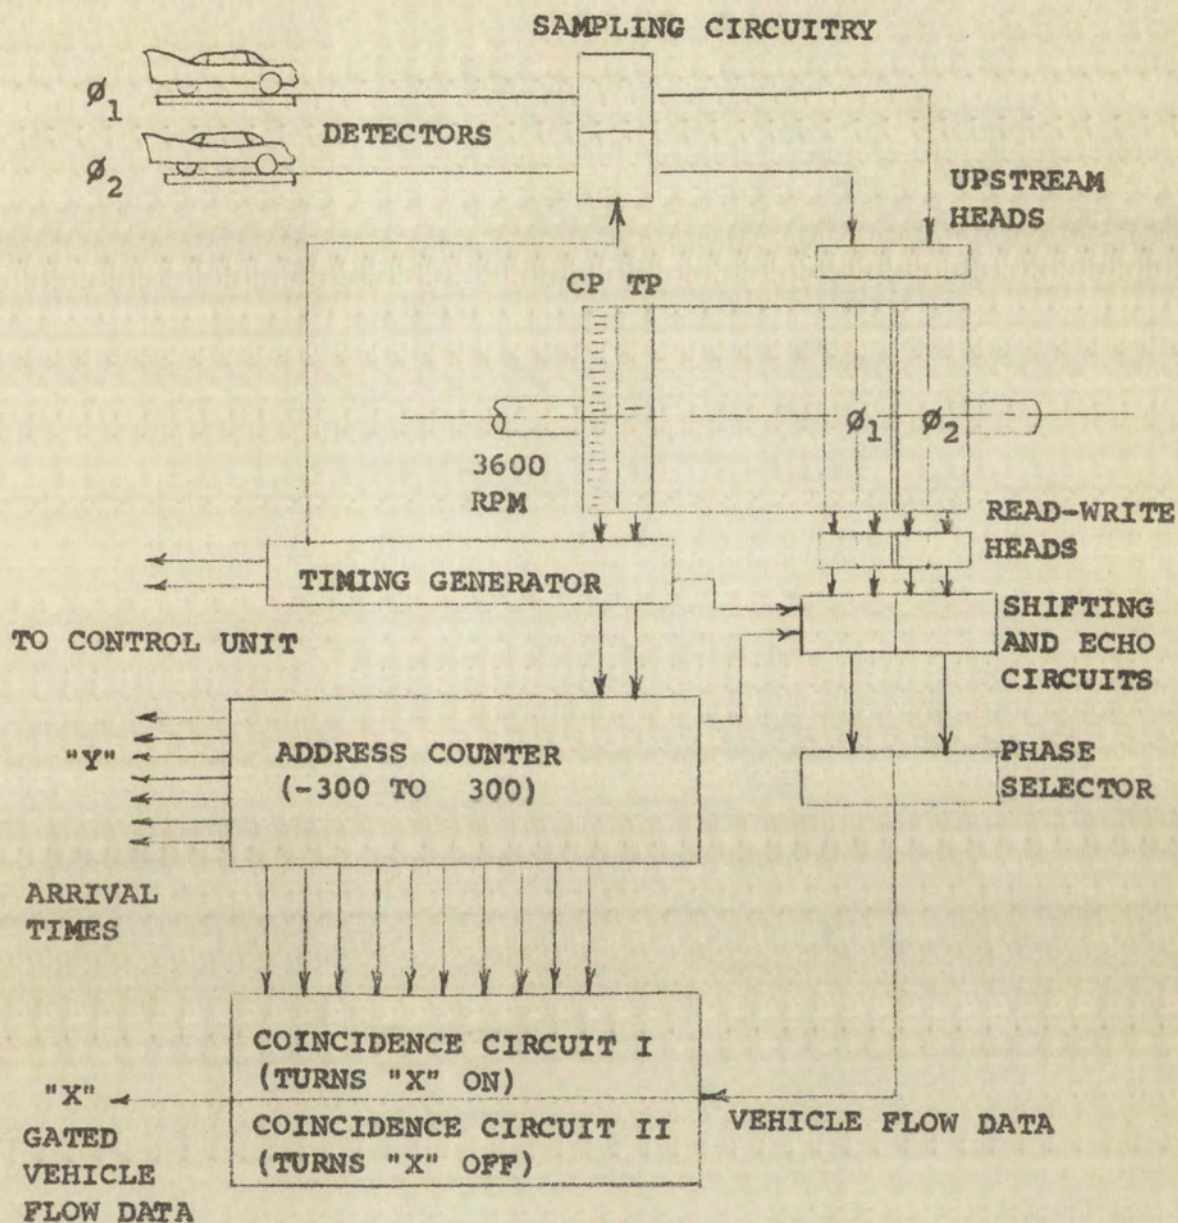 SAMPLING CIRCUITRY
Ø1
DETECTORS
Ø2
UPSTREAM
HEADS
CP TP
Ø1 Ø2
3600
RPM
READ-WRITE
HEADS
TIMING GENERATOR
TO CONTROL UNIT
SHIFTING
AND ECHO
CIRCUITS
"Y"
ADDRESS COUNTER
(-300 TO 300)
PHASE
SELECTOR
ARRIVAL
TIMES
COINCIDENCE CIRCUIT I
(TURNS "X" ON)
"X"
COINCIDENCE CIRCUIT II
(TURNS "X" OFF)
VEHICLE FLOW DATA
GATED
VEHICLE
FLOW DATA